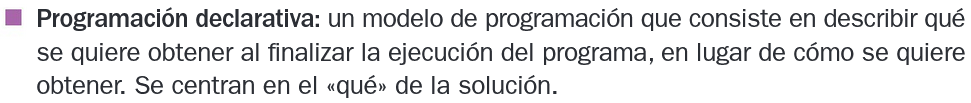 Programación declarativa: un modelo de programación que consiste en describir qué
se quiere obtener al finalizar la ejecución del programa, en lugar de cómo se quiere
obtener. Se centran en el «qué» de la solución.